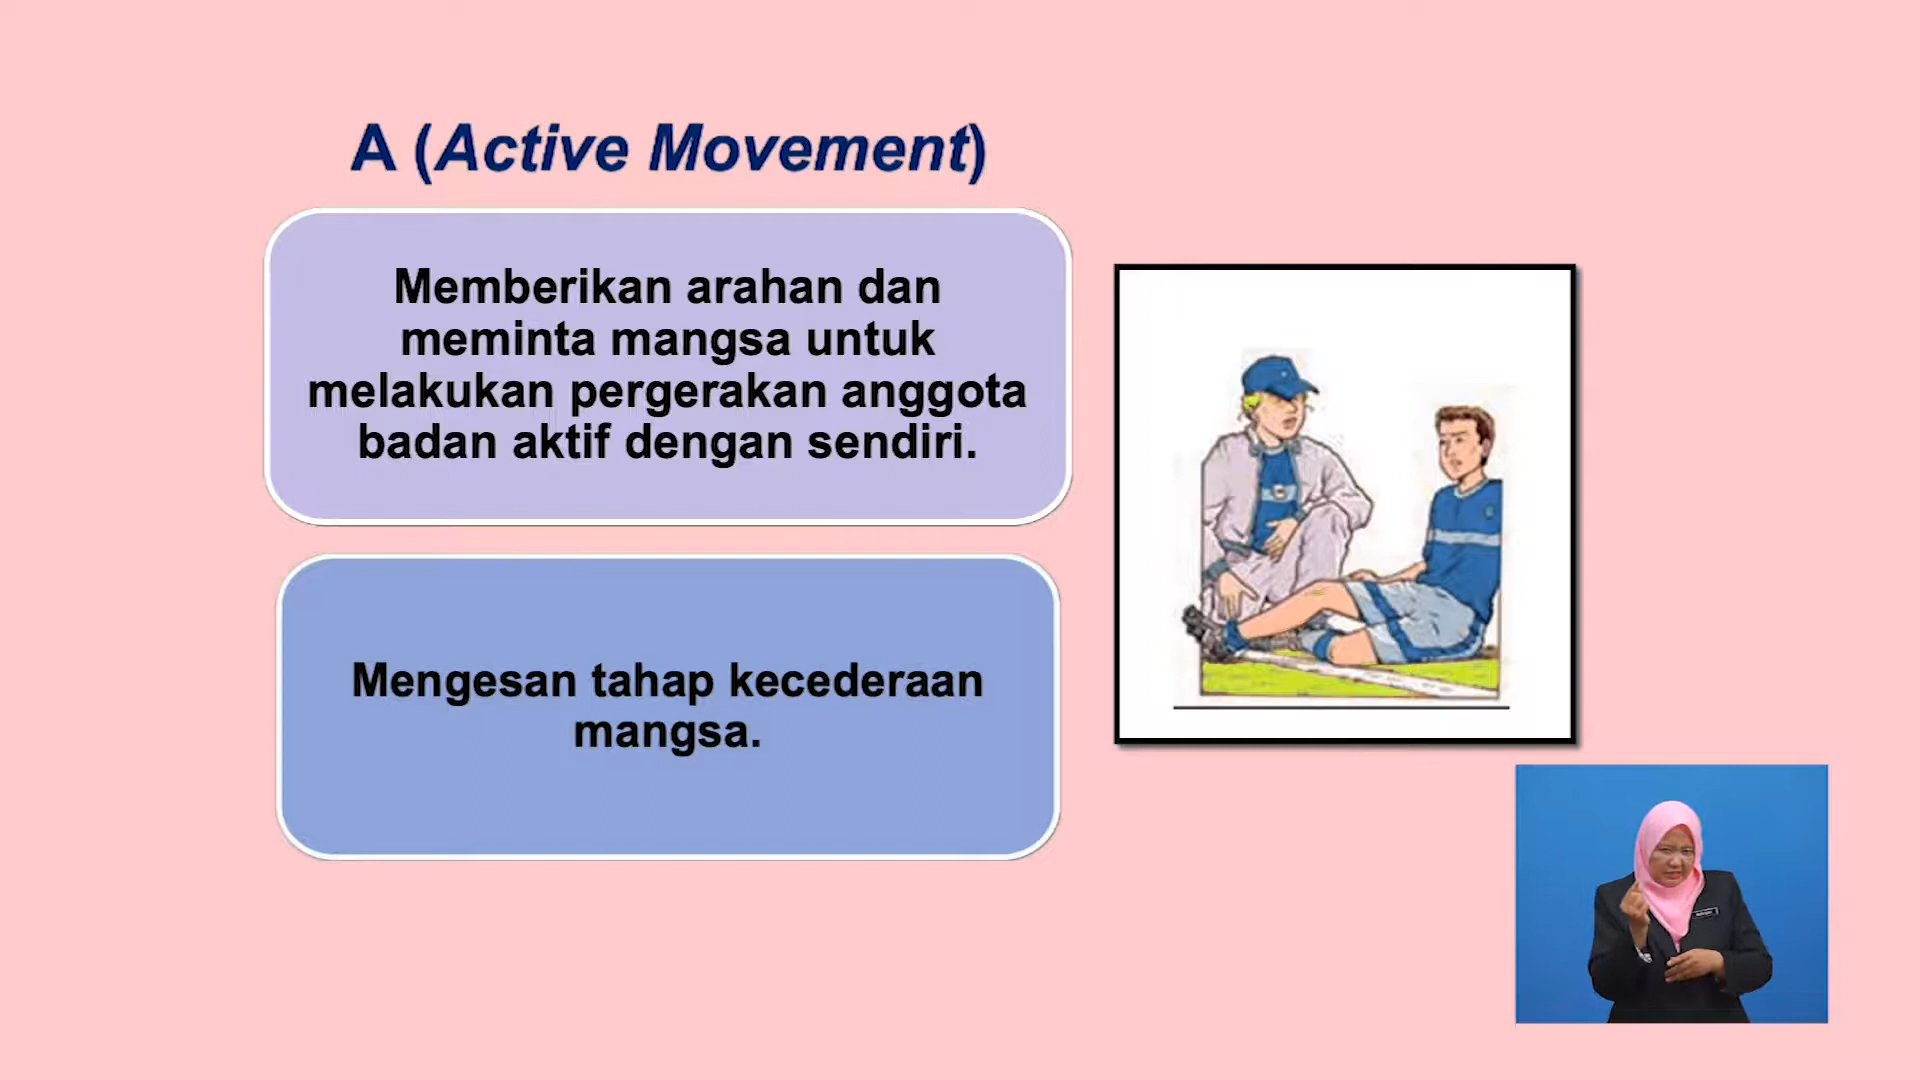 A (Active Movement)
Memberikan arahan dan
meminta mangsa untuk
melakukan pergerakan anggota
badan aktif dengan sendiri.
Mengesan tahap kecederaan
mangsa.